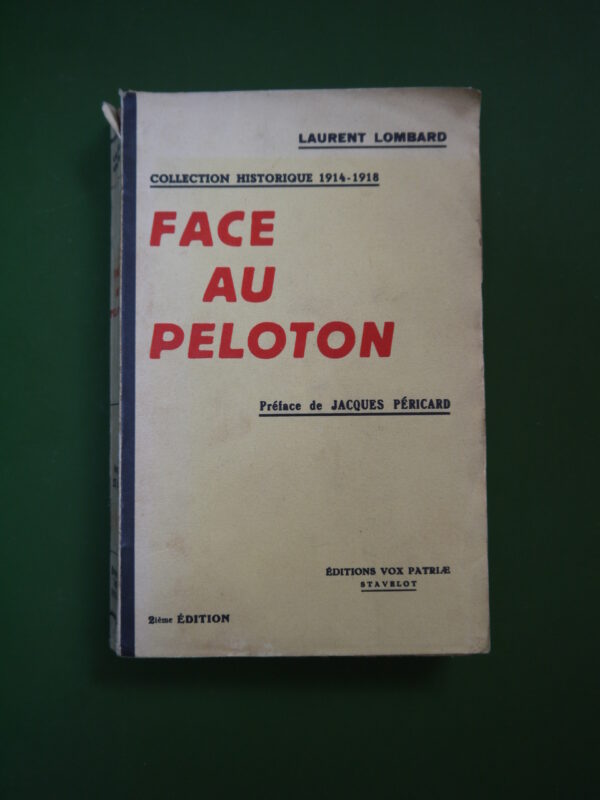 LAURENT LOMBARD
COLLECTION HISTORIQUE 1914-1918
FACE
AU
PELOTON
Préface de JACQUES PÉRICARD
ÉDITIONS VOX PATRIÆ
STAVELOT
2ième ÉDITION